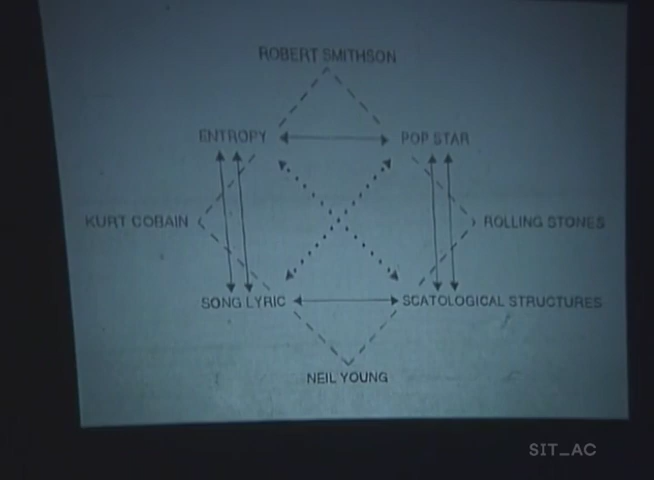 ROBERT SMITHSON
ENTROPY
POP STAR
KURT COBAIN
ROLLING STONES
SONG LYRIC
SCATOLOGICAL STRUCTURES
NEIL YOUNG
SIT_AC